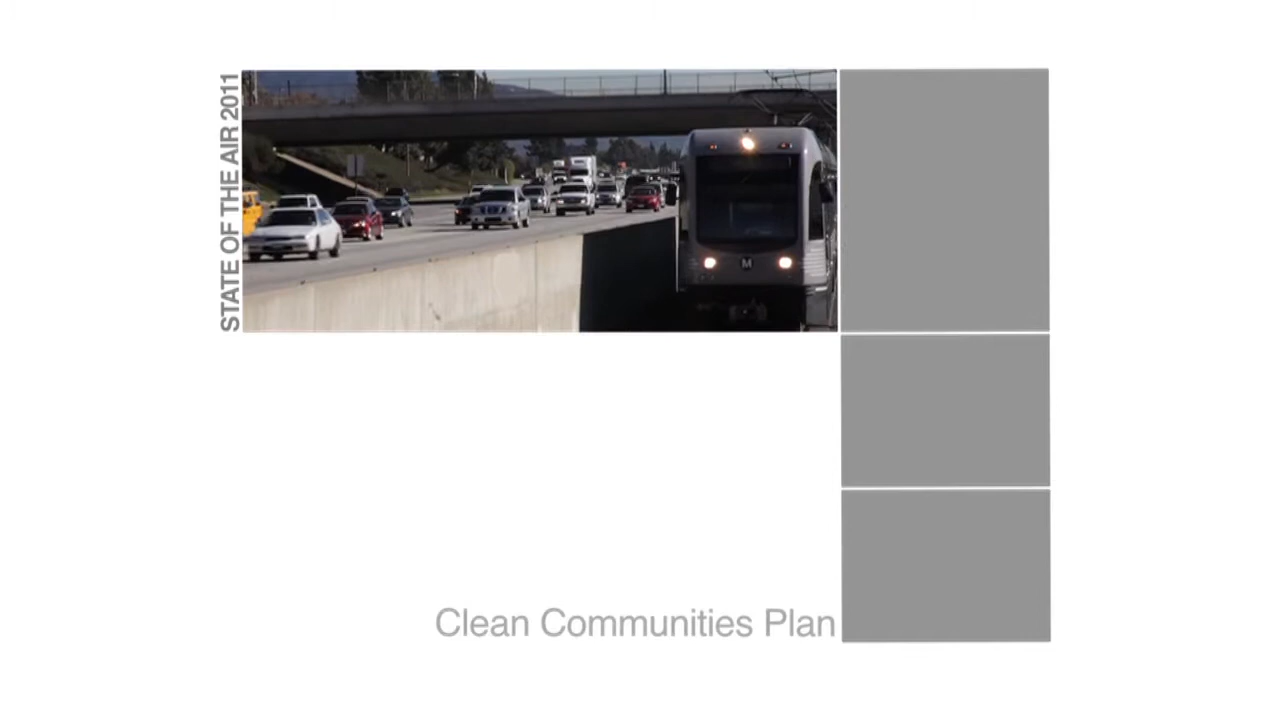 STATE OF THE AIR 2011
M
Clean Communities Plan